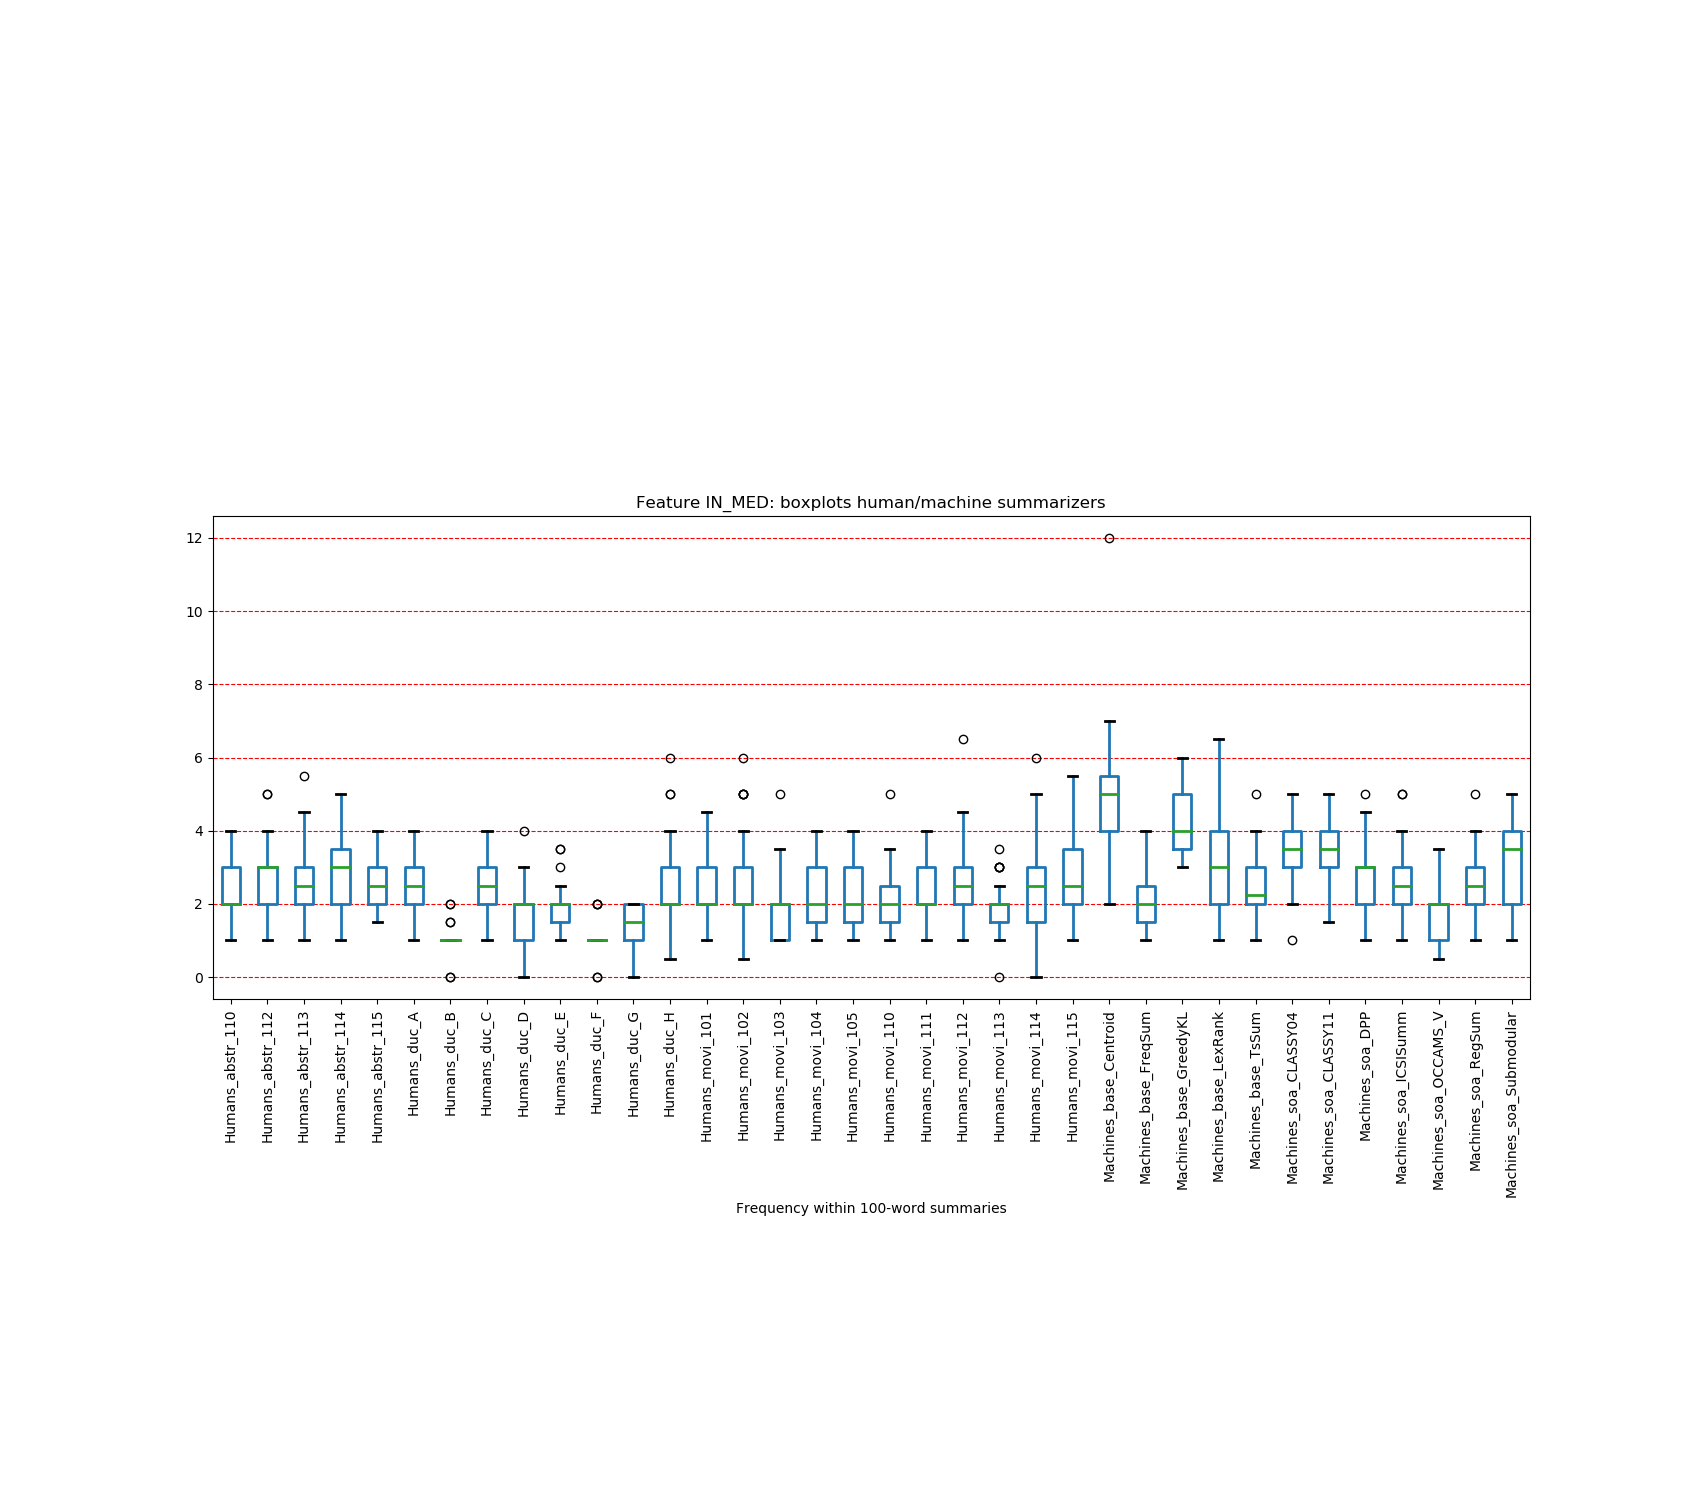 Feature IN_MED: boxplots human/machine summarizers
12
10
8
6
4
2
0
Humans_abstr_110
Humans_abstr_112
Humans_abstr_113
Humans_abstr_114
Humans_abstr_115
Humans_duc_A
Humans_duc_B
Humans_duc_C
Humans_duc_D
Humans_duc_E
Humans_duc_F
Humans_duc_G
Humans_duc_H
Humans_movi_101
Humans_movi_102
Humans_movi_103
Humans_movi_104
Humans_movi_105
Humans_movi_110
Humans_movi_111
Humans_movi_112
Humans_movi_113
Humans_movi_114
Humans_movi_115
Machines_base_Centroid
Machines_base_FreqSum
Machines_base_GreedyKL
Machines_base_LexRank
Machines_base_TsSum
Machines_soa_CLASSY04
Machines_soa_CLASSY11
Machines_soa_DPP
Machines_soa_ICSISumm
Machines_soa_OCCAMS_V
Machines_soa_RegSum
Machines_soa_Submodular
Frequency within 100-word summaries